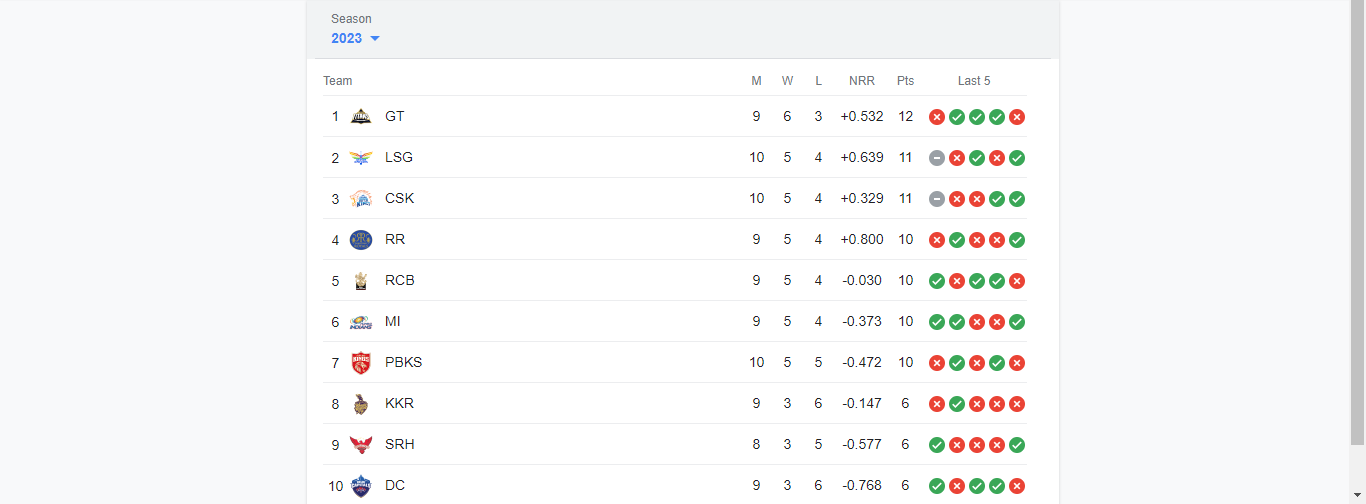 Season
2023
Team M W L NRR Pts Last 5
1 GT 9 6 3 +0.532 12
2 LSG 10 5 4 +0.639 11
3 CSK 10 5 4 +0.329 11
4 RR 9 5 4 +0.800 10
5 RCB 9 5 4 -0.030 10
6 MI 9 5 4 -0.373 10
7 PBKS 10 5 5 -0.472 10
8 KKR 9 3 6 -0.147 6
9 SRH 8 3 5 -0.577 6
10 DC 9 3 6 -0.768 6